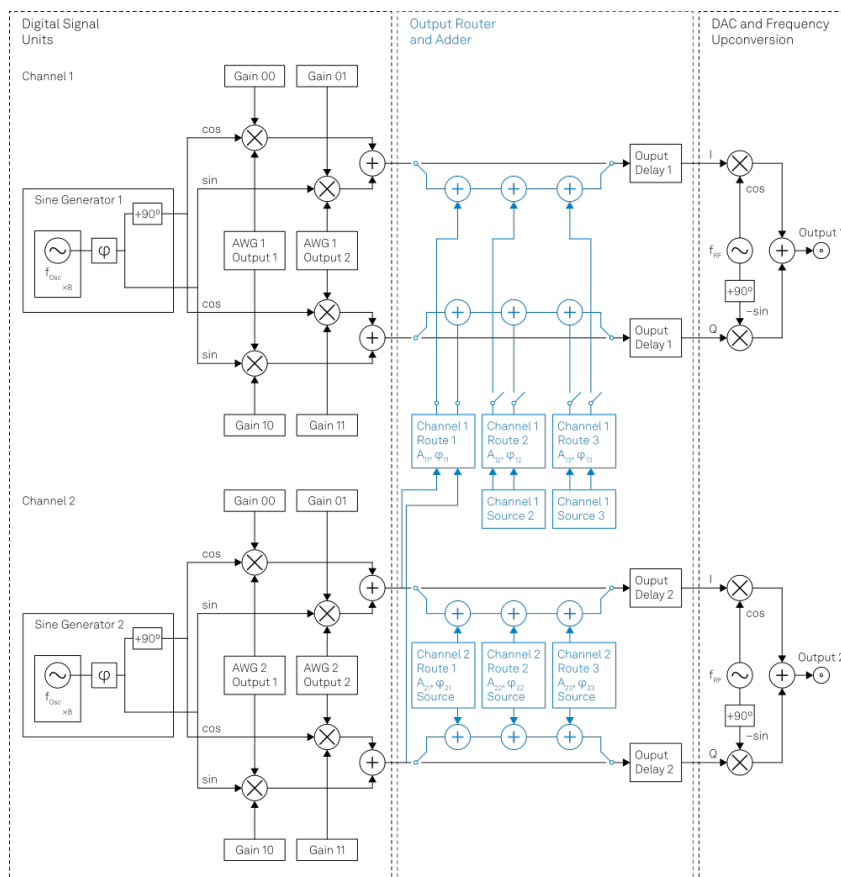 Digital Signal
Units
Output Router
and Adder
DAC and Frequency
Upconversion
Channel 1
Gain 00
Gain 01
cos
sin
Sine Generator 1
+90°
φ
f_Osc
×8
AWG 1
Output 1
AWG 1
Output 2
cos
sin
Gain 10
Gain 11
Ouput
Delay 1
I
cos
f_RF
+90°
−sin
Output 1
Ouput
Delay 1
Q
Channel 1
Route 1
A₁₁, φ₁₁
Channel 1
Route 2
A₁₂, φ₁₂
Channel 1
Route 3
A₁₃, φ₁₃
Channel 1
Source 2
Channel 1
Source 3
Channel 2
Gain 00
Gain 01
cos
sin
Sine Generator 2
+90°
φ
f_Osc
×8
AWG 2
Output 1
AWG 2
Output 2
cos
sin
Gain 10
Gain 11
Ouput
Delay 2
I
cos
f_RF
+90°
−sin
Output 2
Channel 2
Route 1
A₂₁, φ₂₁
Source
Channel 2
Route 2
A₂₂, φ₂₂
Source
Channel 2
Route 3
A₂₃, φ₂₃
Source
Ouput
Delay 2
Q